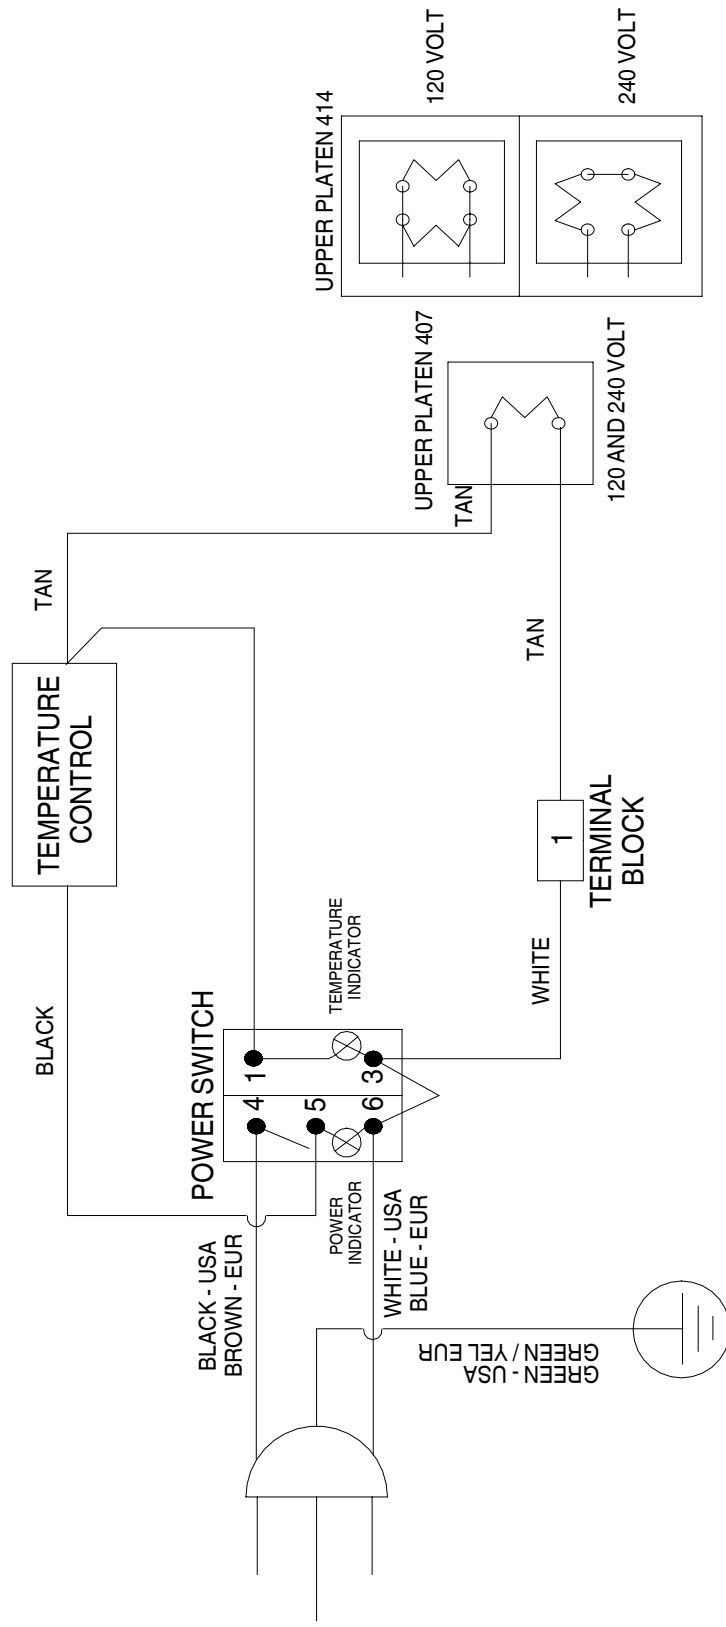 TEMPERATURE
CONTROL
TAN
BLACK
POWER SWITCH
4
1
5
6
3
POWER
INDICATOR
TEMPERATURE
INDICATOR
BLACK - USA
BROWN - EUR
WHITE - USA
BLUE - EUR
GREEN - USA
GREEN / YEL EUR
WHITE
1
TERMINAL
BLOCK
TAN
TAN
UPPER PLATEN 407
120 AND 240 VOLT
UPPER PLATEN 414
120 VOLT
240 VOLT